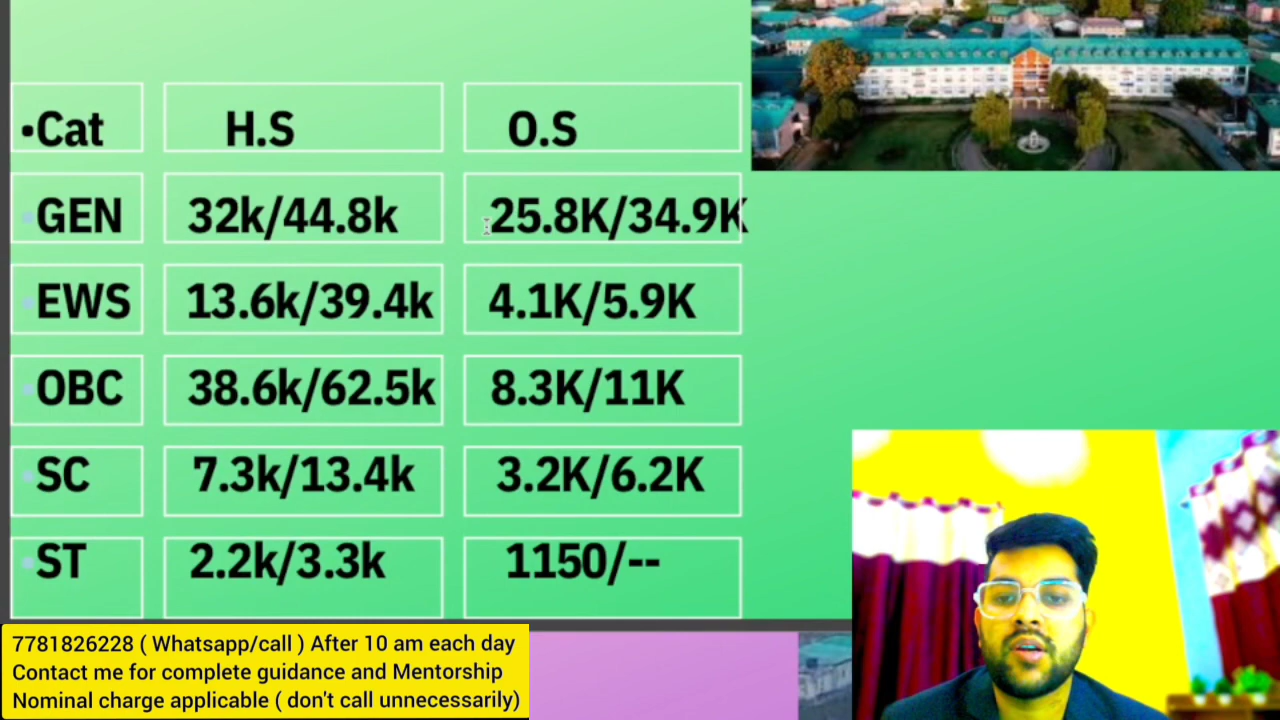 •Cat H.S O.S
GEN 32k/44.8k 25.8K/34.9K
EWS 13.6k/39.4k 4.1K/5.9K
OBC 38.6k/62.5k 8.3K/11K
SC 7.3k/13.4k 3.2K/6.2K
ST 2.2k/3.3k 1150/--
7781826228 ( Whatsapp/call ) After 10 am each day
Contact me for complete guidance and Mentorship
Nominal charge applicable ( don't call unnecessarily)